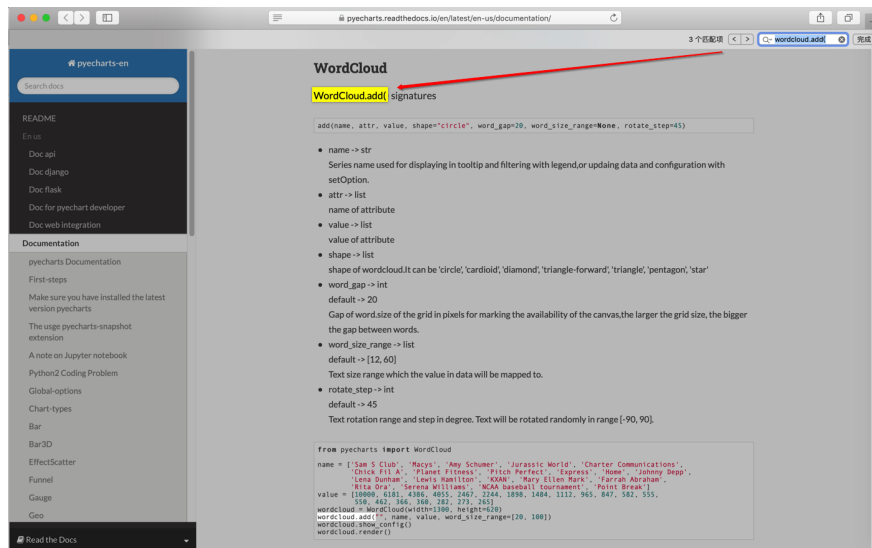 pyecharts.readthedocs.io/en/latest/en-us/documentation/
3 个匹配项
wordcloud.add(
完成
pyecharts-en
Search docs
README
En us
Doc api
Doc django
Doc flask
Doc for pyechart developer
Doc web integration
Documentation
pyecharts Documentation
First-steps
Make sure you have installed the latest
version pyecharts
The usge pyecharts-snapshot
extension
A note on Jupyter notebook
Python2 Coding Problem
Global-options
Chart-types
Bar
Bar3D
EffectScatter
Funnel
Gauge
Geo
Read the Docs
WordCloud
WordCloud.add( signatures
add(name, attr, value, shape="circle", word_gap=20, word_size_range=None, rotate_step=45)
name -> str
Series name used for displaying in tooltip and filtering with legend,or updaing data and configuration with
setOption.
attr -> list
name of attribute
value -> list
value of attribute
shape -> list
shape of wordcloud.It can be 'circle', 'cardioid', 'diamond', 'triangle-forward', 'triangle', 'pentagon', 'star'
word_gap -> int
default -> 20
Gap of word.size of the grid in pixels for marking the availability of the canvas,the larger the grid size, the bigger
the gap between words.
word_size_range -> list
default -> [12, 60]
Text size range which the value in data will be mapped to.
rotate_step -> int
default -> 45
Text rotation range and step in degree. Text will be rotated randomly in range [-90, 90].
from pyecharts import WordCloud
name = ['Sam S Club', 'Macys', 'Amy Schumer', 'Jurassic World', 'Charter Communications',
'Chick Fil A', 'Planet Fitness', 'Pitch Perfect', 'Express', 'Home', 'Johnny Depp',
'Lena Dunham', 'Lewis Hamilton', 'KXAN', 'Mary Ellen Mark', 'Farrah Abraham',
'Rita Ora', 'Serena Williams', 'NCAA baseball tournament', 'Point Break']
value = [10000, 6181, 4386, 4055, 2467, 2244, 1898, 1484, 1112, 965, 847, 582, 555,
550, 462, 366, 360, 282, 273, 265]
wordcloud = WordCloud(width=1300, height=620)
wordcloud.add("", name, value, word_size_range=[20, 100])
wordcloud.show_config()
wordcloud.render()